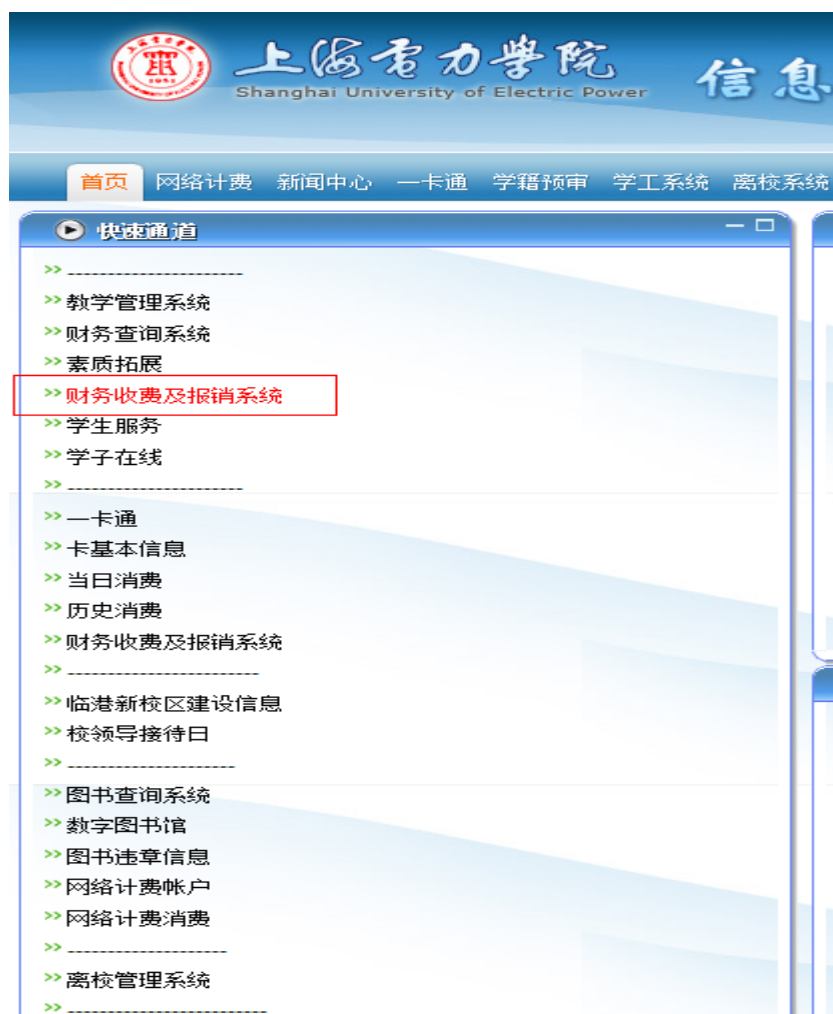 上海电力学院
Shanghai University of Electric Power
信息
首页 网络计费 新闻中心 一卡通 学籍预审 学工系统 离校系统
快速通道
>> ----------------------
>> 教学管理系统
>> 财务查询系统
>> 素质拓展
>> 财务收费及报销系统
>> 学生服务
>> 学子在线
>> ----------------------
>> 一卡通
>> 卡基本信息
>> 当日消费
>> 历史消费
>> 财务收费及报销系统
>> ------------------------
>> 临港新校区建设信息
>> 校领导接待日
>> ---------------------
>> 图书查询系统
>> 数字图书馆
>> 图书违章信息
>> 网络计费帐户
>> 网络计费消费
>> --------------------
>> 离校管理系统
>> -------------------------